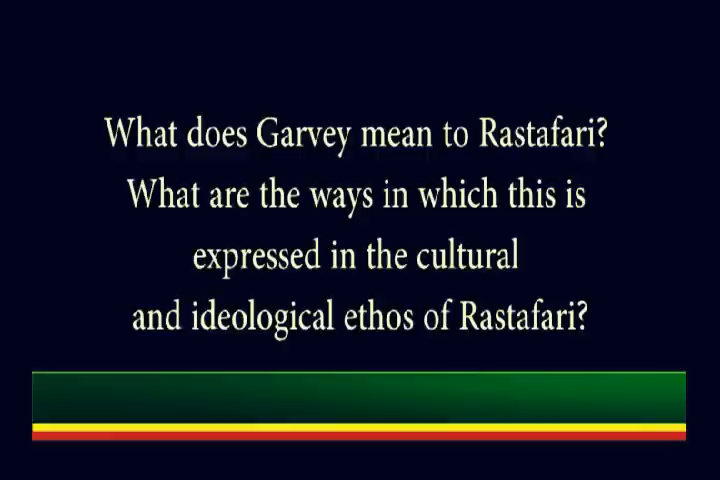 What does Garvey mean to Rastafari?
What are the ways in which this is
expressed in the cultural
and ideological ethos of Rastafari?